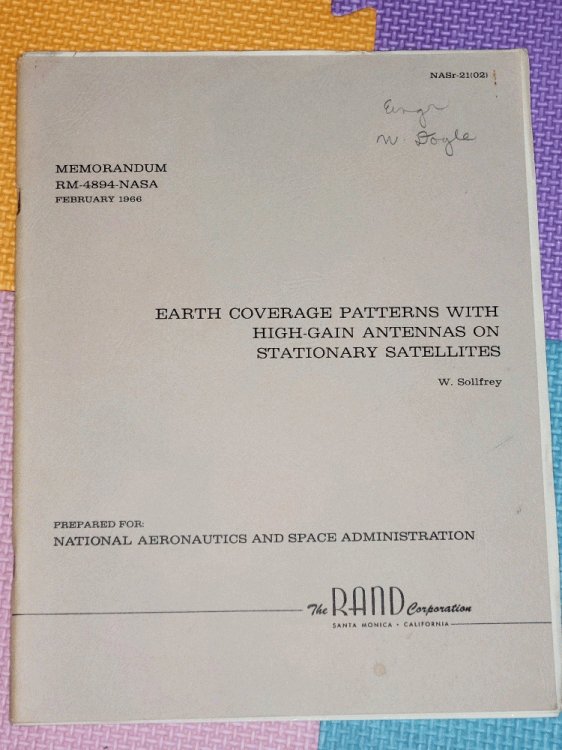 NASr-21(02)
Engr
W. Dogle
MEMORANDUM
RM-4894-NASA
FEBRUARY 1966
EARTH COVERAGE PATTERNS WITH
HIGH-GAIN ANTENNAS ON
STATIONARY SATELLITES
W. Sollfrey
PREPARED FOR:
NATIONAL AERONAUTICS AND SPACE ADMINISTRATION
The RAND Corporation
SANTA MONICA • CALIFORNIA